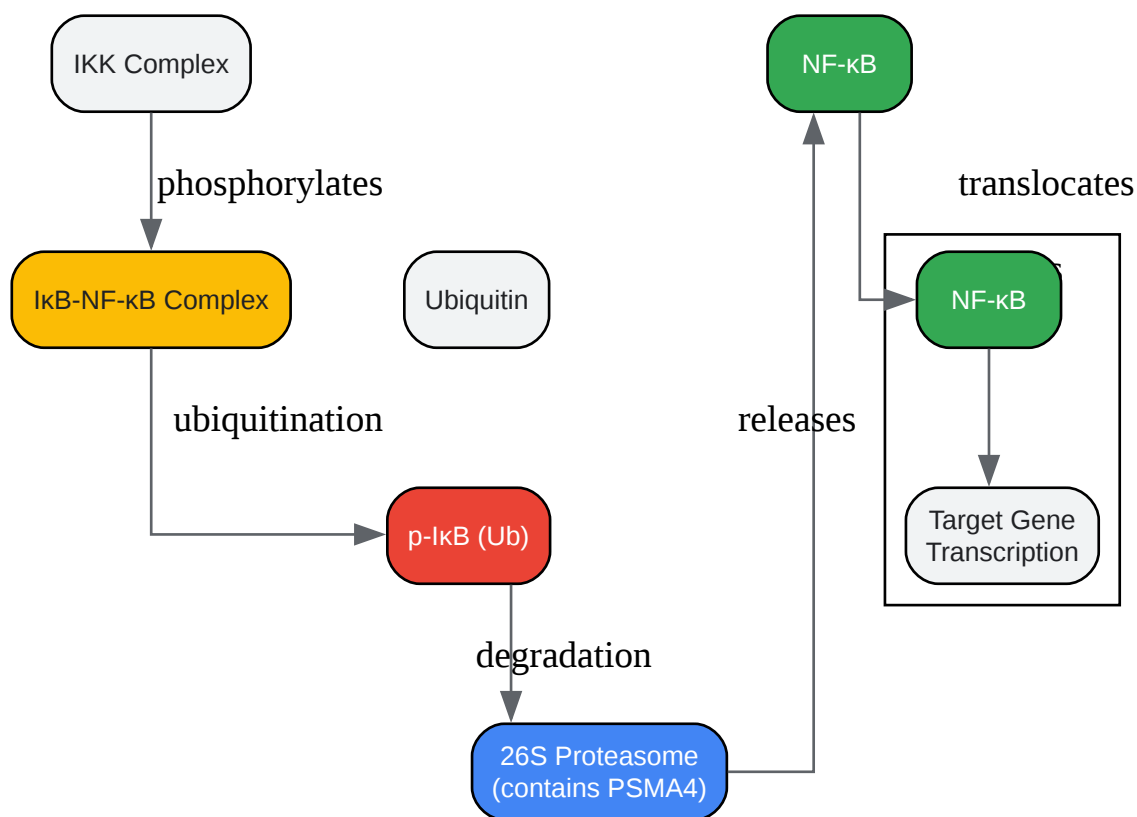 IKK Complex
NF-κB
phosphorylates
translocates
IκB-NF-κB Complex
Ubiquitin
NF-κB
ubiquitination
releases
p-IκB (Ub)
Target Gene
Transcription
degradation
26S Proteasome
(contains PSMA4)